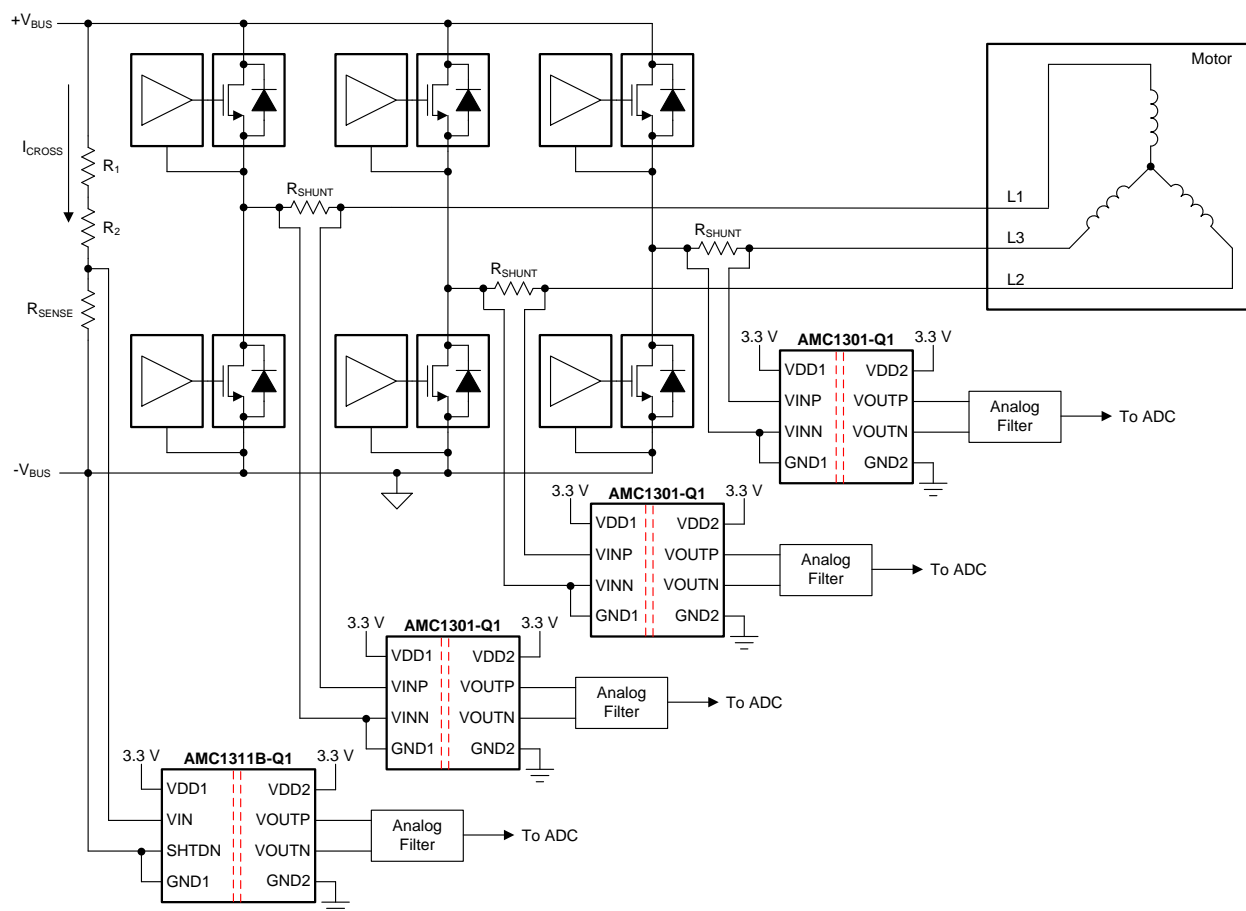 +VBUS
Motor
ICROSS
R1
R2
RSENSE
RSHUNT
L1
RSHUNT
L3
RSHUNT
L2
-VBUS
3.3 V
AMC1301-Q1
3.3 V
VDD1
VDD2
VINP
VOUTP
VINN
VOUTN
GND1
GND2
Analog
Filter
To ADC
3.3 V
AMC1301-Q1
3.3 V
VDD1
VDD2
VINP
VOUTP
VINN
VOUTN
GND1
GND2
Analog
Filter
To ADC
3.3 V
AMC1301-Q1
3.3 V
VDD1
VDD2
VINP
VOUTP
VINN
VOUTN
GND1
GND2
Analog
Filter
To ADC
3.3 V
AMC1311B-Q1
3.3 V
VDD1
VDD2
VIN
VOUTP
SHTDN
VOUTN
GND1
GND2
Analog
Filter
To ADC